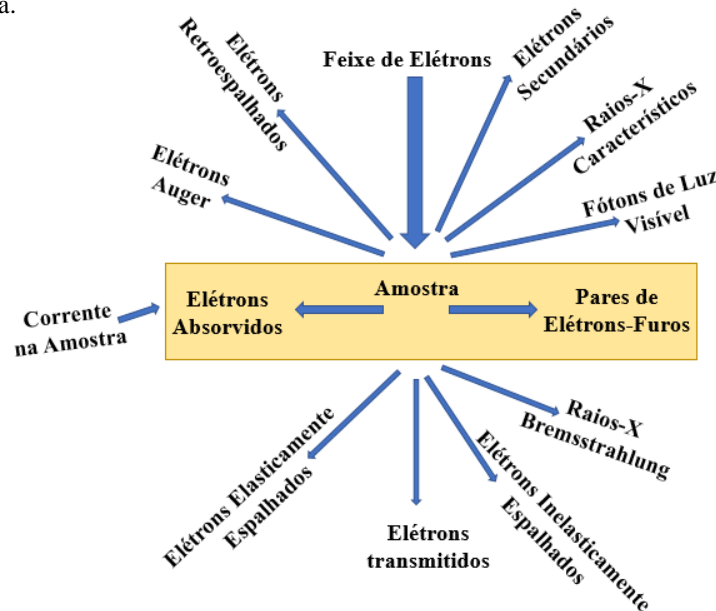 a.
Feixe de Elétrons
Elétrons
Retroespalhados
Elétrons
Secundários
Raios-X
Característicos
Elétrons
Auger
Fótons de Luz
Visível
Amostra
Elétrons
Absorvidos
Pares de
Elétrons-Furos
Corrente
na Amostra
Raios-X
Bremsstrahlung
Elétrons Elasticamente
Espalhados
Elétrons
transmitidos
Elétrons Inelasticamente
Espalhados